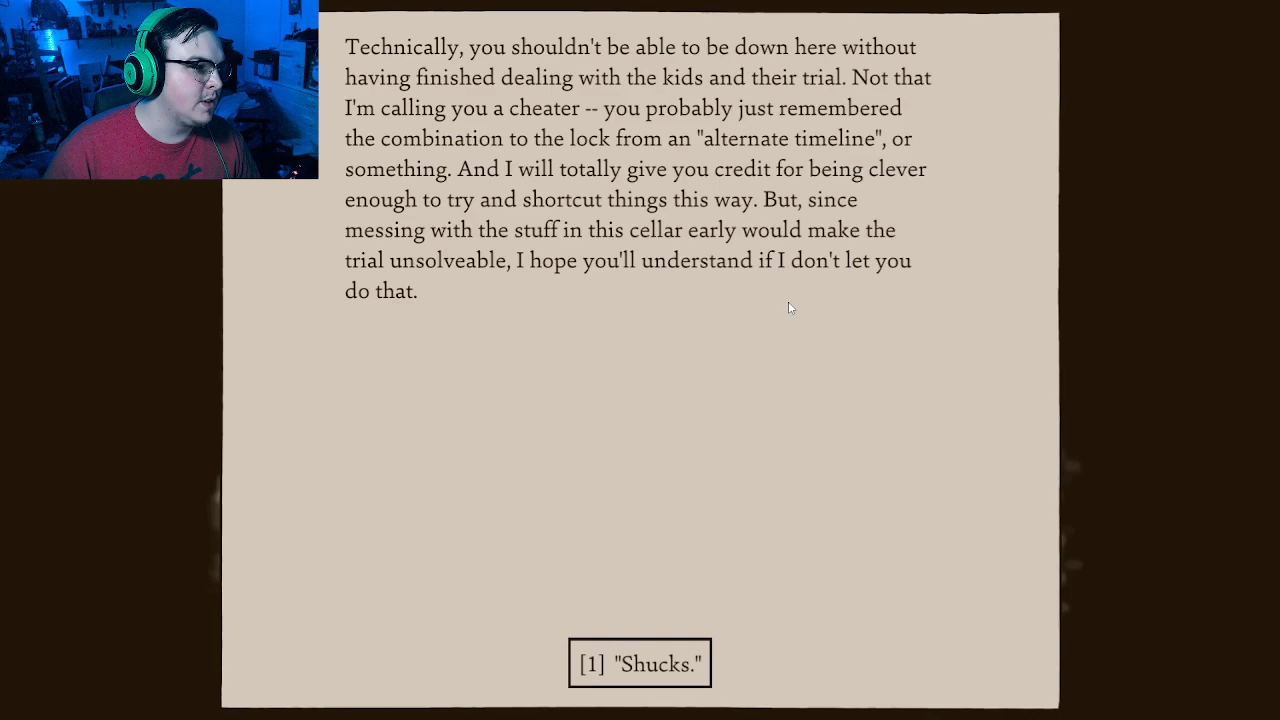 Technically, you shouldn't be able to be down here without
having finished dealing with the kids and their trial. Not that
I'm calling you a cheater -- you probably just remembered
the combination to the lock from an "alternate timeline", or
something. And I will totally give you credit for being clever
enough to try and shortcut things this way. But, since
messing with the stuff in this cellar early would make the
trial unsolveable, I hope you'll understand if I don't let you
do that.
[1] "Shucks."